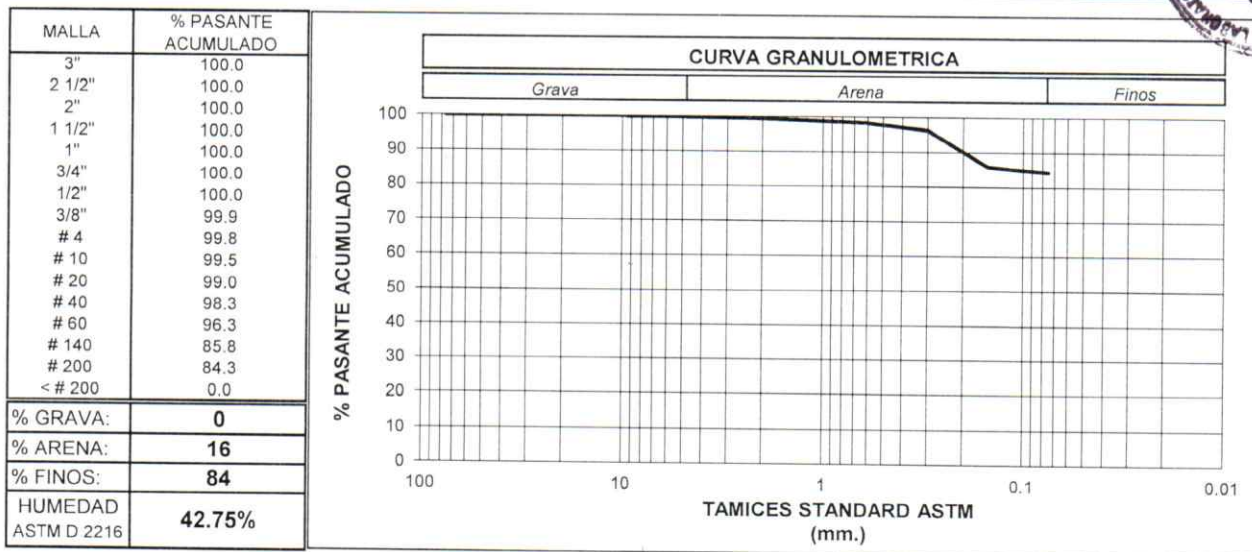 MALLA % PASANTE ACUMULADO
3" 100.0
2 1/2" 100.0
2" 100.0
1 1/2" 100.0
1" 100.0
3/4" 100.0
1/2" 100.0
3/8" 99.9
# 4 99.8
# 10 99.5
# 20 99.0
# 40 98.3
# 60 96.3
# 140 85.8
# 200 84.3
< # 200 0.0
% GRAVA: 0
% ARENA: 16
% FINOS: 84
HUMEDAD ASTM D 2216 42.75%
CURVA GRANULOMETRICA
Grava Arena Finos
% PASANTE ACUMULADO
100
90
80
70
60
50
40
30
20
10
0
100 10 1 0.1 0.01
TAMICES STANDARD ASTM
(mm.)